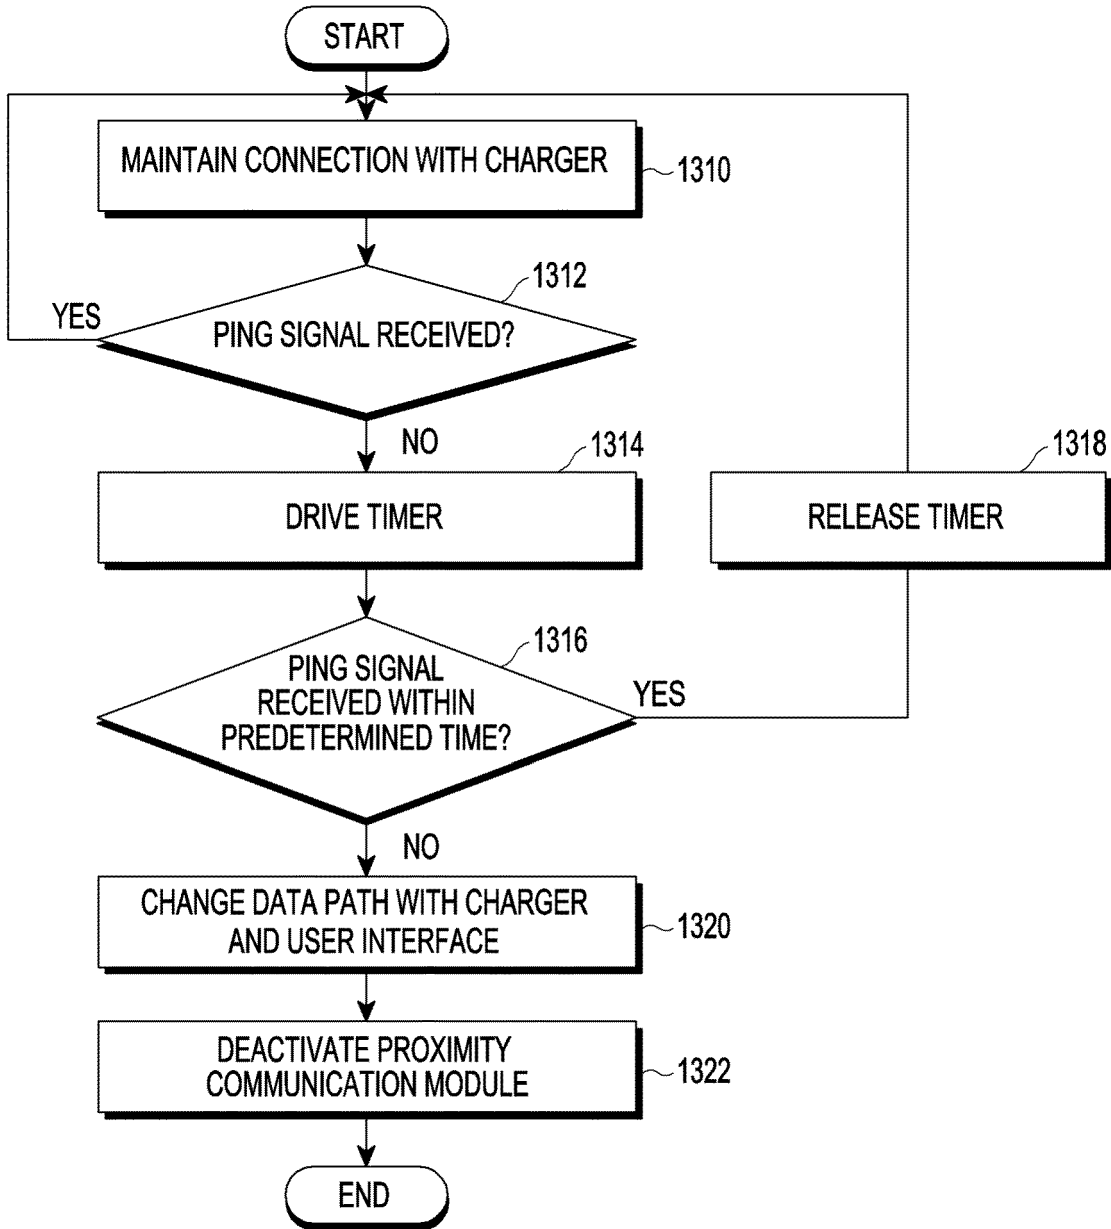 START
MAINTAIN CONNECTION WITH CHARGER
1310
1312
YES
PING SIGNAL RECEIVED?
NO
1314
DRIVE TIMER
1318
RELEASE TIMER
1316
PING SIGNAL
RECEIVED WITHIN
PREDETERMINED TIME?
YES
NO
CHANGE DATA PATH WITH CHARGER
AND USER INTERFACE
1320
DEACTIVATE PROXIMITY
COMMUNICATION MODULE
1322
END